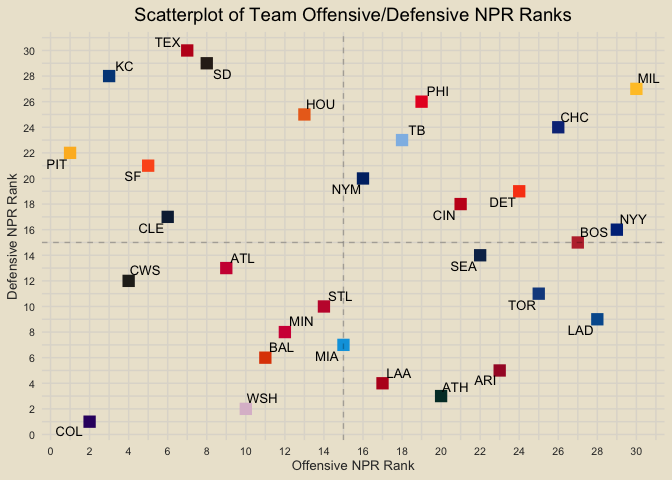 Scatterplot of Team Offensive/Defensive NPR Ranks
TEX
KC
SD
MIL
PHI
HOU
CHC
TB
PIT
SF
NYM
DET
CIN
CLE
NYY
BOS
ATL
SEA
CWS
STL
TOR
MIN
LAD
BAL
MIA
LAA
ARI
ATH
WSH
COL
Defensive NPR Rank
30
28
26
24
22
20
18
16
14
12
10
8
6
4
2
0
0 2 4 6 8 10 12 14 16 18 20 22 24 26 28 30
Offensive NPR Rank